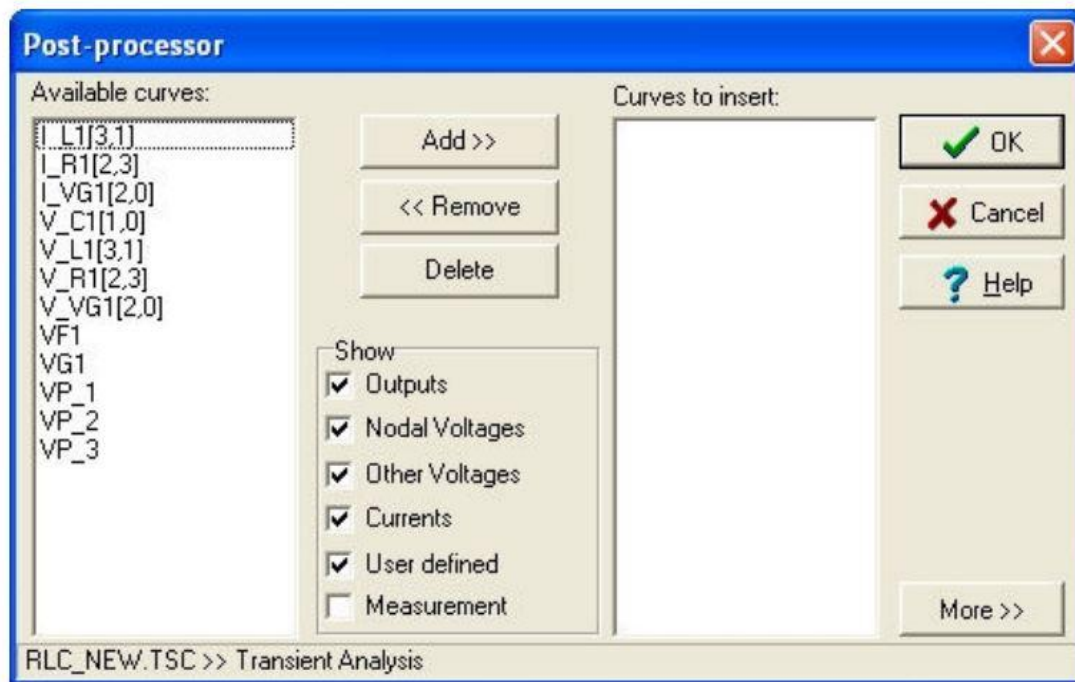 Post-processor
Available curves:
I_L1[3,1]
I_R1[2,3]
I_VG1[2,0]
V_C1[1,0]
V_L1[3,1]
V_R1[2,3]
V_VG1[2,0]
VF1
VG1
VP_1
VP_2
VP_3
Add >>
<< Remove
Delete
Show
Outputs
Nodal Voltages
Other Voltages
Currents
User defined
Measurement
Curves to insert:
OK
Cancel
Help
More >>
RLC_NEW.TSC >> Transient Analysis